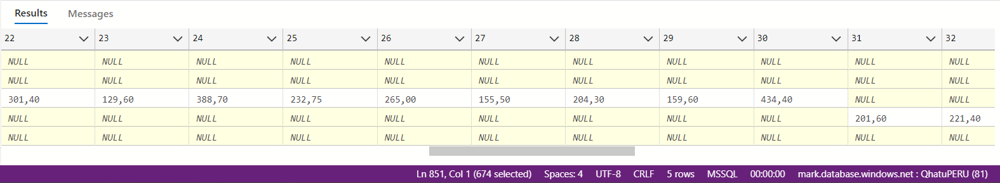 Results Messages
22 23 24 25 26 27 28 29 30 31 32
NULL NULL NULL NULL NULL NULL NULL NULL NULL NULL NULL
NULL NULL NULL NULL NULL NULL NULL NULL NULL NULL NULL
301,40 129,60 388,70 232,75 265,00 155,50 204,30 159,60 434,40 NULL NULL
NULL NULL NULL NULL NULL NULL NULL NULL NULL 201,60 221,40
NULL NULL NULL NULL NULL NULL NULL NULL NULL NULL NULL
Ln 851, Col 1 (674 selected) Spaces: 4 UTF-8 CRLF 5 rows MSSQL 00:00:00 mark.database.windows.net : QhatuPERU (81)